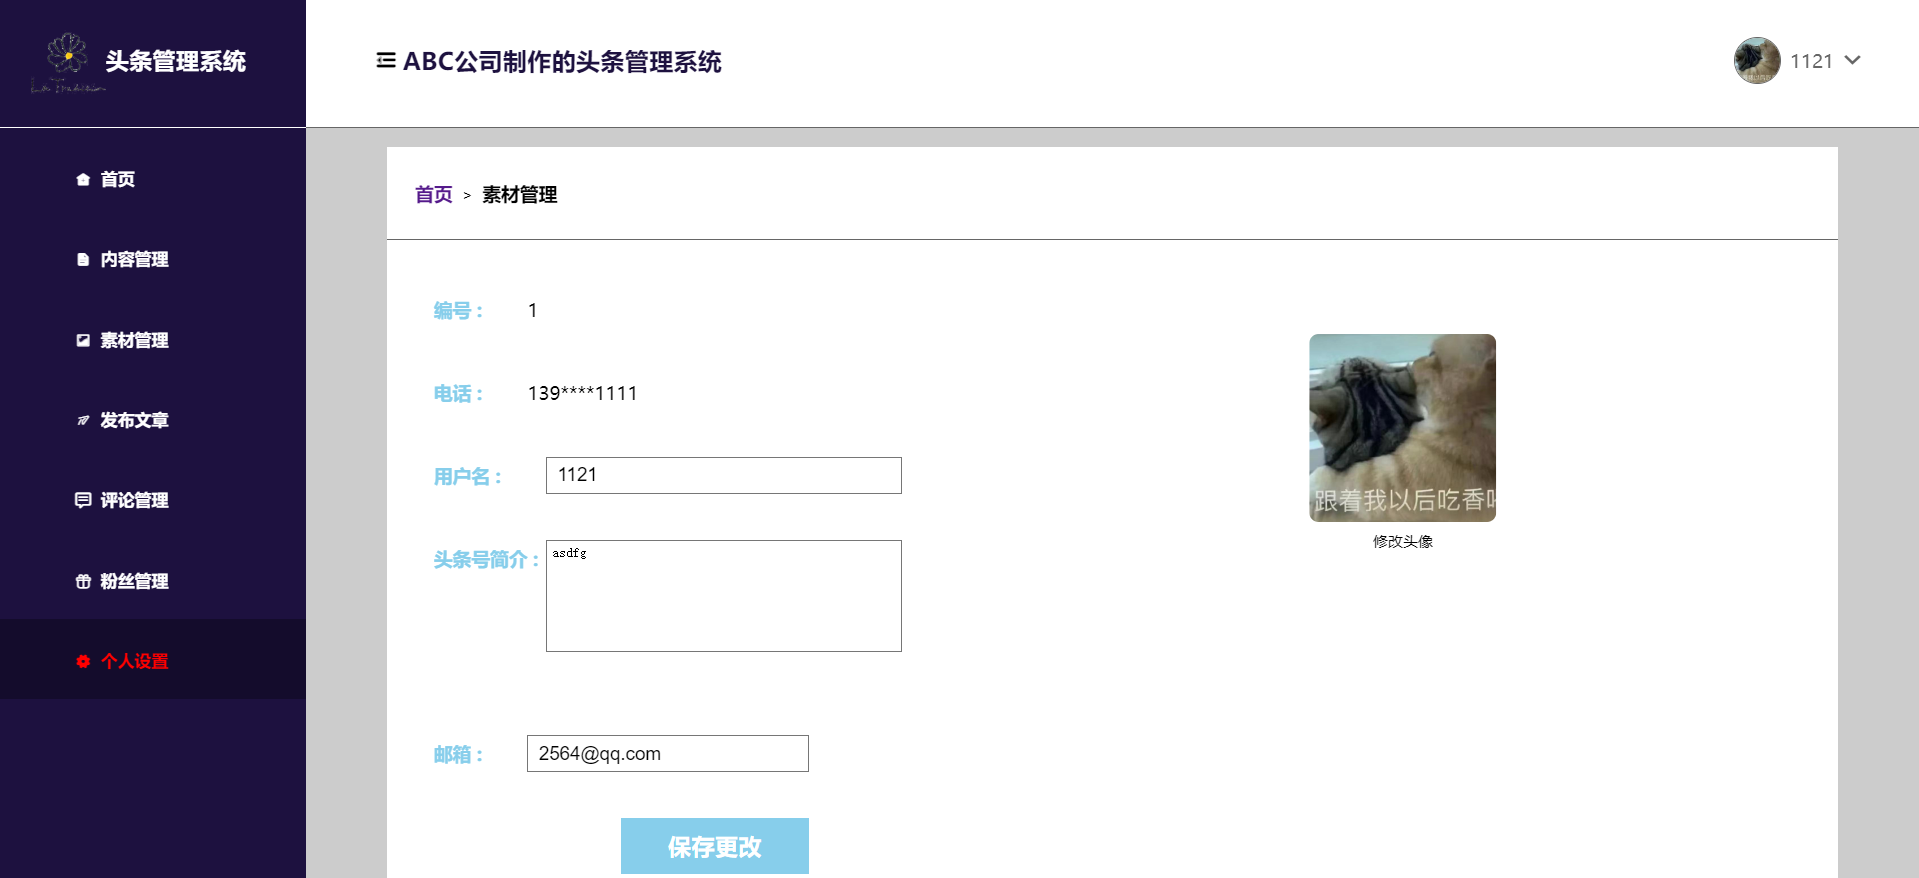 头条管理系统
ABC公司制作的头条管理系统
1121
首页
内容管理
素材管理
发布文章
评论管理
粉丝管理
个人设置
首页 > 素材管理
编号： 1
电话： 139****1111
用户名： 1121
头条号简介： asdfg
邮箱： 2564@qq.com
保存更改
跟着我以后吃香
修改头像